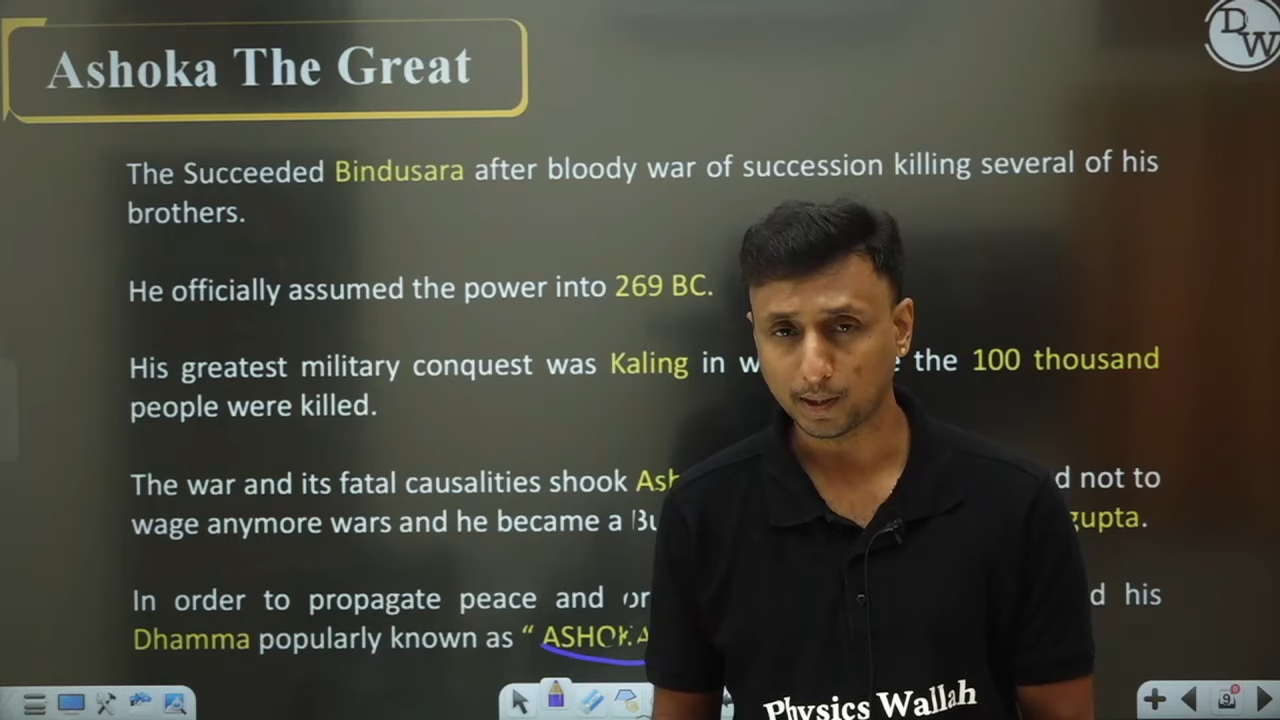 Ashoka The Great
DW
The Succeeded Bindusara after bloody war of succession killing several of his
brothers.
He officially assumed the power into 269 BC.
His greatest military conquest was Kaling in the 100 thousand
people were killed.
The war and its fatal causalities shook not to
wage anymore wars and he became a
In order to propagate peace and his
Dhamma popularly known as “ ASHOKA
Physics Wallah
9